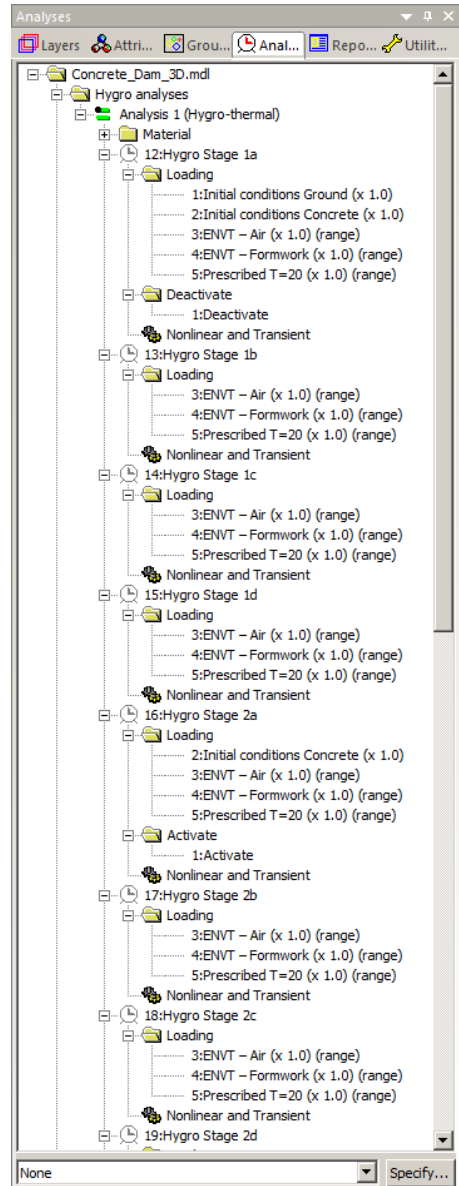 Analyses
Layers Attri... Grou... Anal... Repo... Utilit...
Concrete_Dam_3D.mdl
Hygro analyses
Analysis 1 (Hygro-thermal)
Material
12:Hygro Stage 1a
Loading
1:Initial conditions Ground (x 1.0)
2:Initial conditions Concrete (x 1.0)
3:ENVT – Air (x 1.0) (range)
4:ENVT – Formwork (x 1.0) (range)
5:Prescribed T=20 (x 1.0) (range)
Deactivate
1:Deactivate
Nonlinear and Transient
13:Hygro Stage 1b
Loading
3:ENVT – Air (x 1.0) (range)
4:ENVT – Formwork (x 1.0) (range)
5:Prescribed T=20 (x 1.0) (range)
Nonlinear and Transient
14:Hygro Stage 1c
Loading
3:ENVT – Air (x 1.0) (range)
4:ENVT – Formwork (x 1.0) (range)
5:Prescribed T=20 (x 1.0) (range)
Nonlinear and Transient
15:Hygro Stage 1d
Loading
3:ENVT – Air (x 1.0) (range)
4:ENVT – Formwork (x 1.0) (range)
5:Prescribed T=20 (x 1.0) (range)
Nonlinear and Transient
16:Hygro Stage 2a
Loading
2:Initial conditions Concrete (x 1.0)
3:ENVT – Air (x 1.0) (range)
4:ENVT – Formwork (x 1.0) (range)
5:Prescribed T=20 (x 1.0) (range)
Activate
1:Activate
Nonlinear and Transient
17:Hygro Stage 2b
Loading
3:ENVT – Air (x 1.0) (range)
4:ENVT – Formwork (x 1.0) (range)
5:Prescribed T=20 (x 1.0) (range)
Nonlinear and Transient
18:Hygro Stage 2c
Loading
3:ENVT – Air (x 1.0) (range)
4:ENVT – Formwork (x 1.0) (range)
5:Prescribed T=20 (x 1.0) (range)
Nonlinear and Transient
19:Hygro Stage 2d
None Specify...